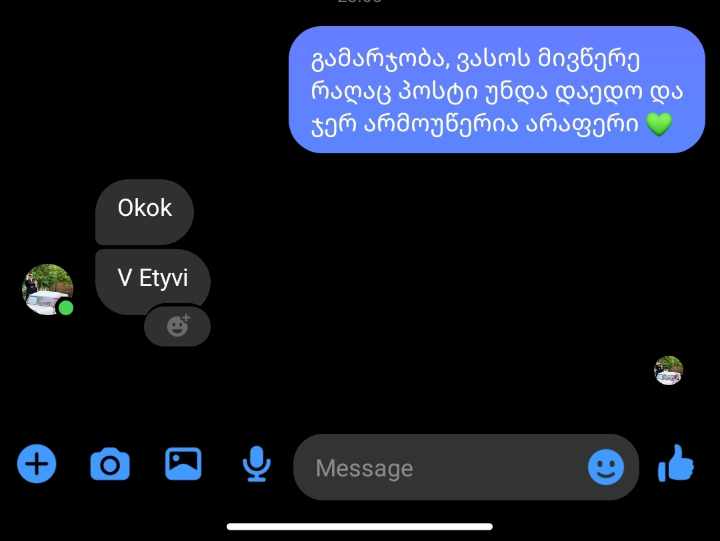 გამარჯობა, ვასოს მივწერე
რაღაც პოსტი უნდა დაედო და
ჯერ არმოუწერია არაფერი 💚
Okok
V Etyvi
Message